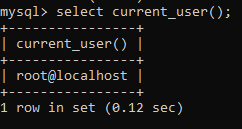 mysql> select current_user();
+----------------+
| current_user() |
+----------------+
| root@localhost |
+----------------+
1 row in set (0.12 sec)